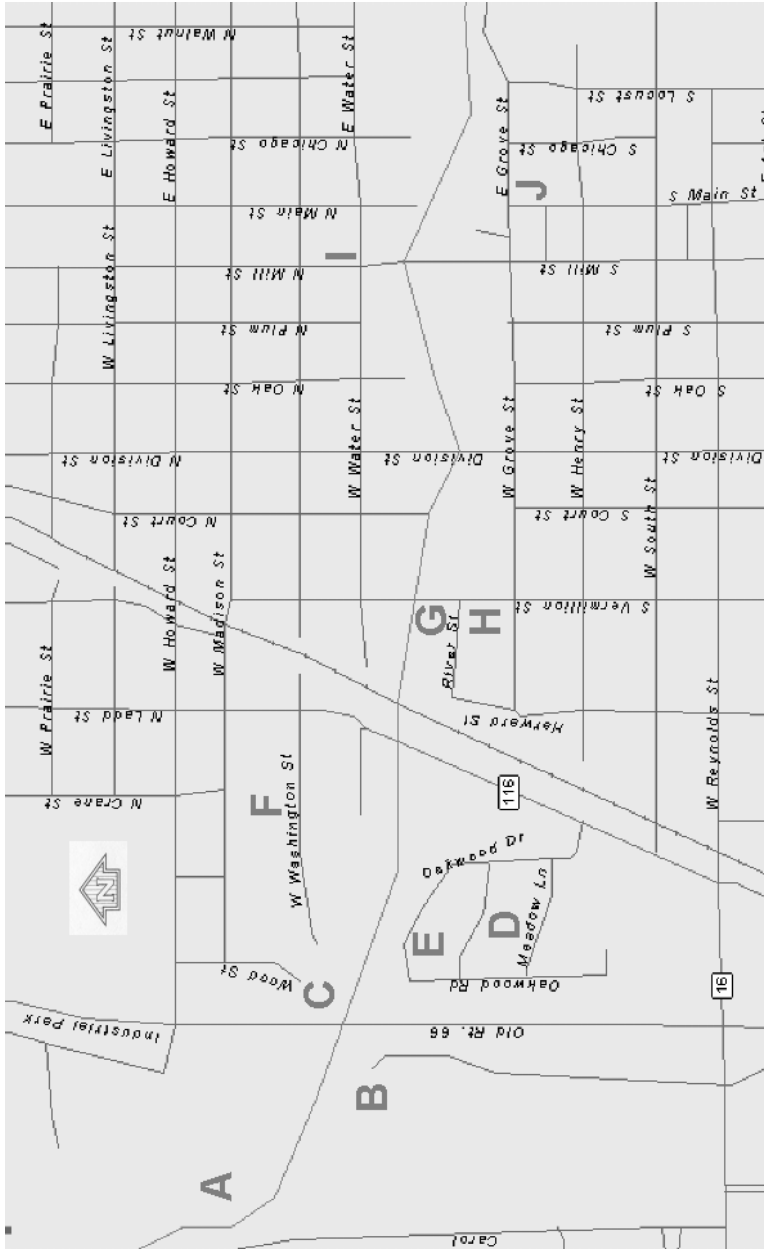 N Walnut St
E Prairie St
E Livingston St
E Howard St
E Water St
S Locust St
N Chicago St
S Chicago St
E Grove St
J
N Main St
S Main St
I
W Livingston St
N Mill St
S Mill St
N Plum St
S Plum St
N Oak St
S Oak St
W Water St
W Grove St
W Henry St
N Division St
Division St
Division St
N Court St
S Court St
W South St
W Howard St
W Madison St
S Vermillion St
G
H
River St
W Prairie St
N Ladd St
Harvard St
W Reynolds St
N Crane St
F
W Washington St
116
Oakwood Dr
N
E
D
Meadow Ln
Wood St
C
Oakwood Rd
16
Industrial Park
Old Rt. 66
B
A
Carol